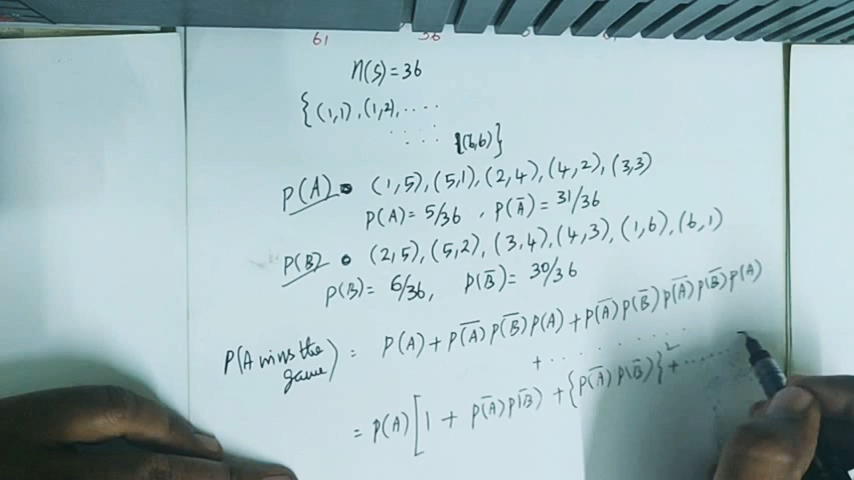 61 36
n(S) = 36
{(1,1), (1,2), ....
.... (6,6)}
P(A) • (1,5), (5,1), (2,4), (4,2), (3,3)
P(A) = 5/36 , P(A̅) = 31/36
P(B) • (2,5), (5,2), (3,4), (4,3), (1,6), (6,1)
P(B) = 6/36, P(B̅) = 30/36
P(A wins the game) = P(A) + P(A̅) P(B̅) P(A) + P(A̅) P(B̅) P(A̅) P(B̅) P(A)
+ ........
= P(A) [ 1 + P(A̅) P(B̅) + {P(A̅) P(B̅)}² + ......